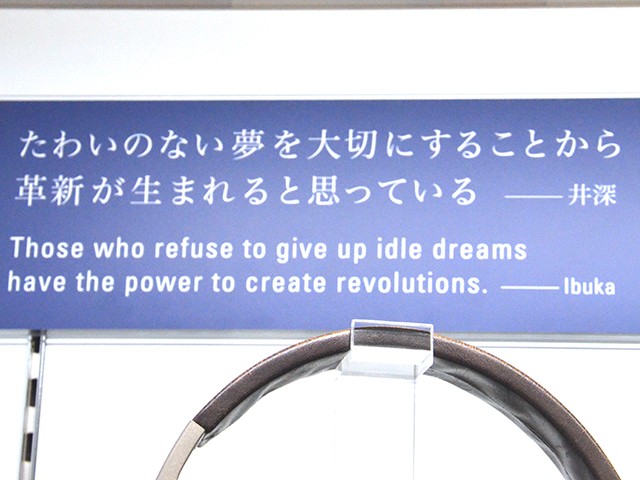 たわいのない夢を大切にすることから
革新が生まれると思っている ——井深
Those who refuse to give up idle dreams
have the power to create revolutions. ——Ibuka